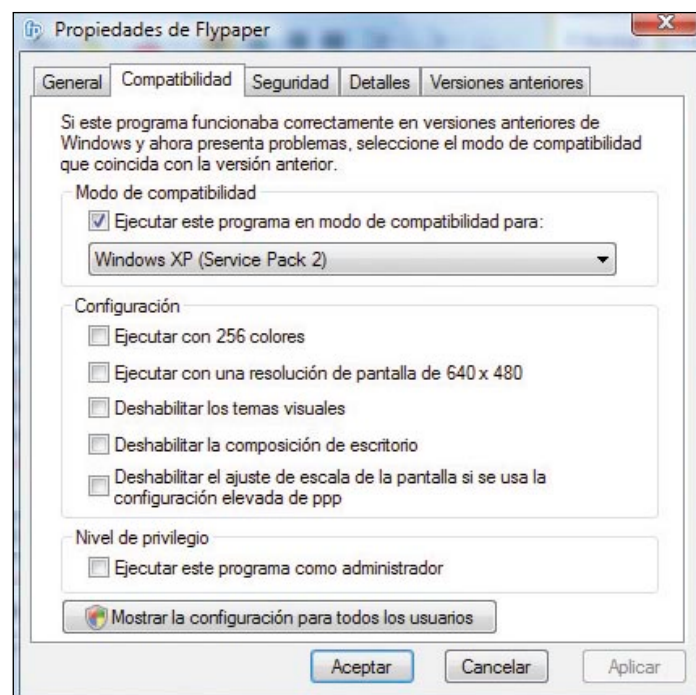 Propiedades de Flypaper
General Compatibilidad Seguridad Detalles Versiones anteriores
Si este programa funcionaba correctamente en versiones anteriores de
Windows y ahora presenta problemas, seleccione el modo de compatibilidad
que coincida con la versión anterior.
Modo de compatibilidad
Ejecutar este programa en modo de compatibilidad para:
Windows XP (Service Pack 2)
Configuración
Ejecutar con 256 colores
Ejecutar con una resolución de pantalla de 640 x 480
Deshabilitar los temas visuales
Deshabilitar la composición de escritorio
Deshabilitar el ajuste de escala de la pantalla si se usa la
configuración elevada de ppp
Nivel de privilegio
Ejecutar este programa como administrador
Mostrar la configuración para todos los usuarios
Aceptar Cancelar Aplicar